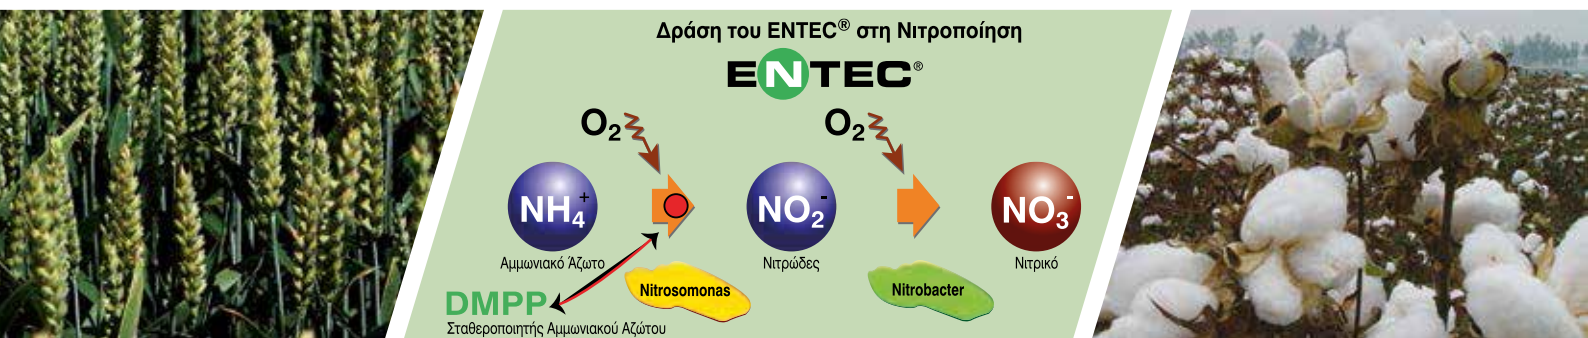 Δράση του ENTEC® στη Νιτροποίηση
ENTEC®
O2 O2
NH4+ NO2- NO3-
Αμμωνιακό Άζωτο Νιτρώδες Νιτρικό
DMPP Nitrosomonas Nitrobacter
Σταθεροποιητής Αμμωνιακού Αζώτου